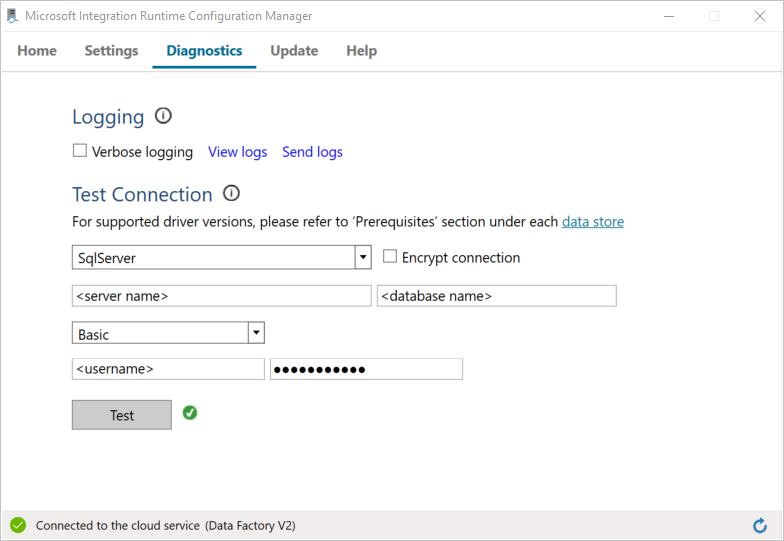 Microsoft Integration Runtime Configuration Manager
Home Settings Diagnostics Update Help
Logging
Verbose logging View logs Send logs
Test Connection
For supported driver versions, please refer to ‘Prerequisites’ section under each data store
SqlServer Encrypt connection
<server name> <database name>
Basic
<username> ●●●●●●●●●●●
Test
Connected to the cloud service (Data Factory V2)